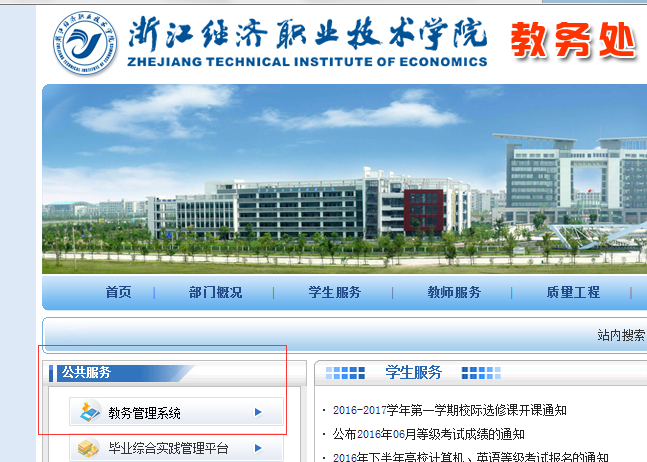 浙江经济职业技术学院
ZHEJIANG TECHNICAL INSTITUTE OF ECONOMICS
教务处
首页 部门概况 学生服务 教师服务 质量工程
站内搜索
公共服务
教务管理系统
毕业综合实践管理平台
学生服务
2016-2017学年第一学期校际选修课开课通知
公布2016年06月等级考试成绩的通知
2016年下半年高校计算机、英语等级考试报名的通知